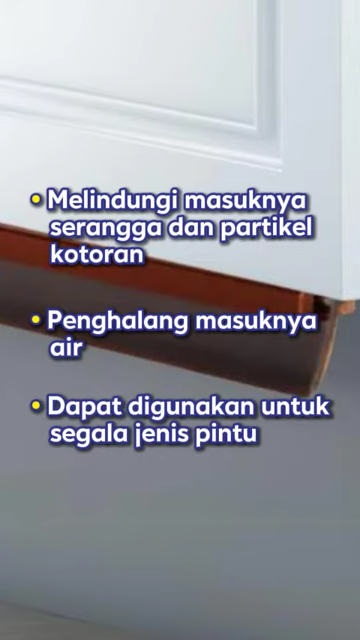 • Melindungi masuknya
serangga dan partikel
kotoran
• Penghalang masuknya
air
• Dapat digunakan untuk
segala jenis pintu